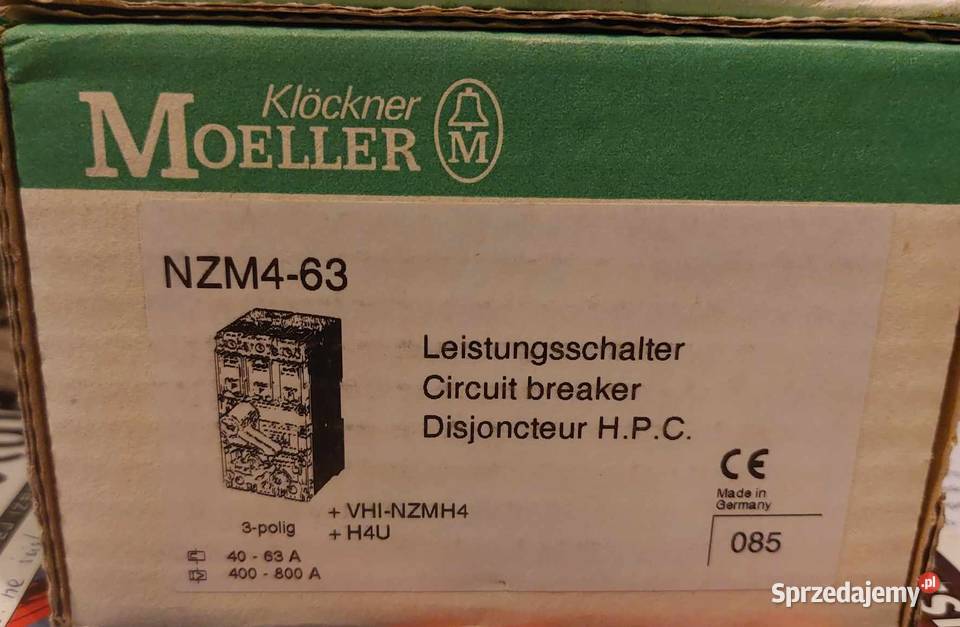 Klöckner
MOELLER
M
NZM4-63
Leistungsschalter
Circuit breaker
Disjoncteur H.P.C.
CE
Made in
Germany
085
3-polig
+ VHI-NZMH4
+ H4U
40 - 63 A
400 - 800 A
Sprzedajemy.pl